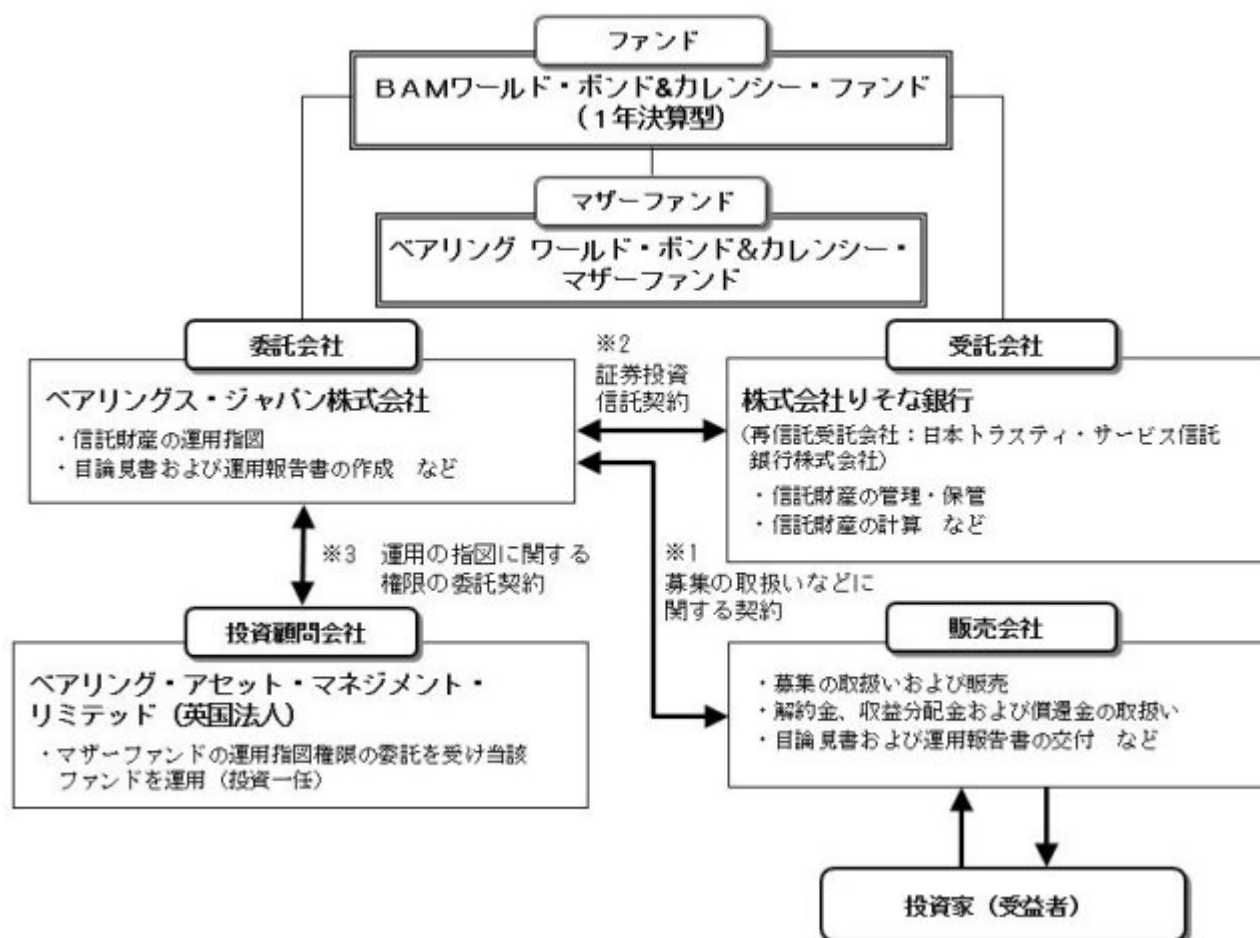 ファンド
BAMワールド・ボンド&カレンシー・ファンド
(1年決算型)
マザーファンド
ベアリング ワールド・ボンド&カレンシー・
マザーファンド
委託会社
ベアリングス・ジャパン株式会社
・信託財産の運用指図
・目論見書および運用報告書の作成 など
※2
証券投資
信託契約
受託会社
株式会社りそな銀行
(再信託受託会社:日本トラスティ・サービス信託
銀行株式会社)
・信託財産の管理・保管
・信託財産の計算 など
※3 運用の指図に関する
権限の委託契約
※1
募集の取扱いなどに
関する契約
投資顧問会社
ベアリング・アセット・マネジメント・
リミテッド(英国法人)
・マザーファンドの運用指図権限の委託を受け当該
ファンドを運用(投資一任)
販売会社
・募集の取扱いおよび販売
・解約金、収益分配金および償還金の取扱い
・目論見書および運用報告書の交付 など
投資家(受益者)